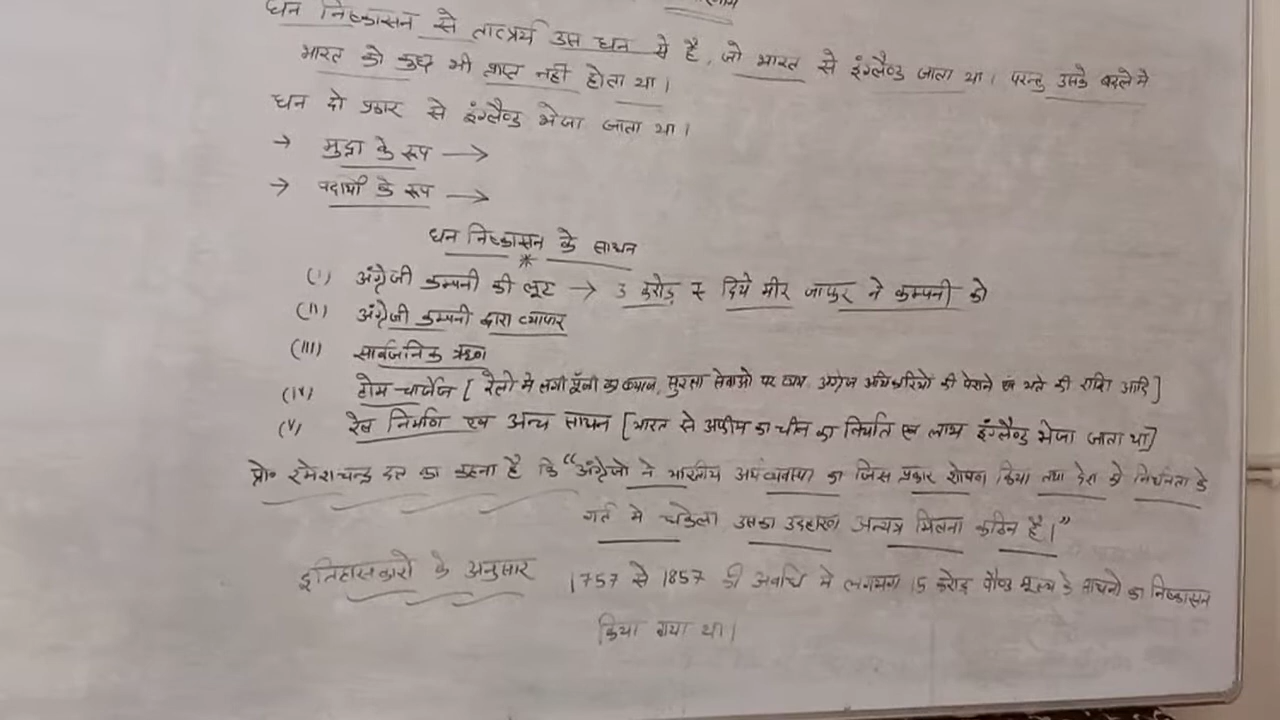 धन निष्कासन से तात्पर्य उस धन से है, जो भारत से इंग्लैण्ड जाता था। परन्तु उसके बदले मे
भारत को कुछ भी प्राप्त नहीं होता था।
धन दो प्रकार से इंग्लैण्ड भेजा जाता था।
→ मुद्रा के रूप →
→ पदार्थो के रूप →
धन निष्कासन के साधन
*
(i) अंग्रेजी कम्पनी की लूट → 3 करोड़ रु दिये मीर जाफर ने कम्पनी को
(ii) अंग्रेजी कम्पनी द्वारा व्यापार
(iii) सार्वजनिक ऋण
(iv) होम चार्जेज [ रेलो मे लगी पूँजी का ब्याज, सुरक्षा सेवाओ पर व्यय, अंग्रेज अधिकारियो की पेंशन एवं भते की राशि आदि ]
(v) रेल निर्माण एव अन्य साधन [ भारत से अफीम का चीन का निर्यात एव लाभ इंग्लैण्ड भेजा जाता था ]
प्रो० रमेशचन्द्र दत्त का कहना है कि “अंग्रेजो ने भारतीय अर्थव्यवस्था का जिस प्रकार शोषण किया तथा देश को निर्धनता के
गर्त मे धकेला उसका उदहारण अन्यत्र मिलना कठिन है।”
इतिहासकारो के अनुसार 1757 से 1857 की अवधि मे लगभग 15 करोड़ पौण्ड मूल्य के साधनो का निष्कासन
किया गया था।